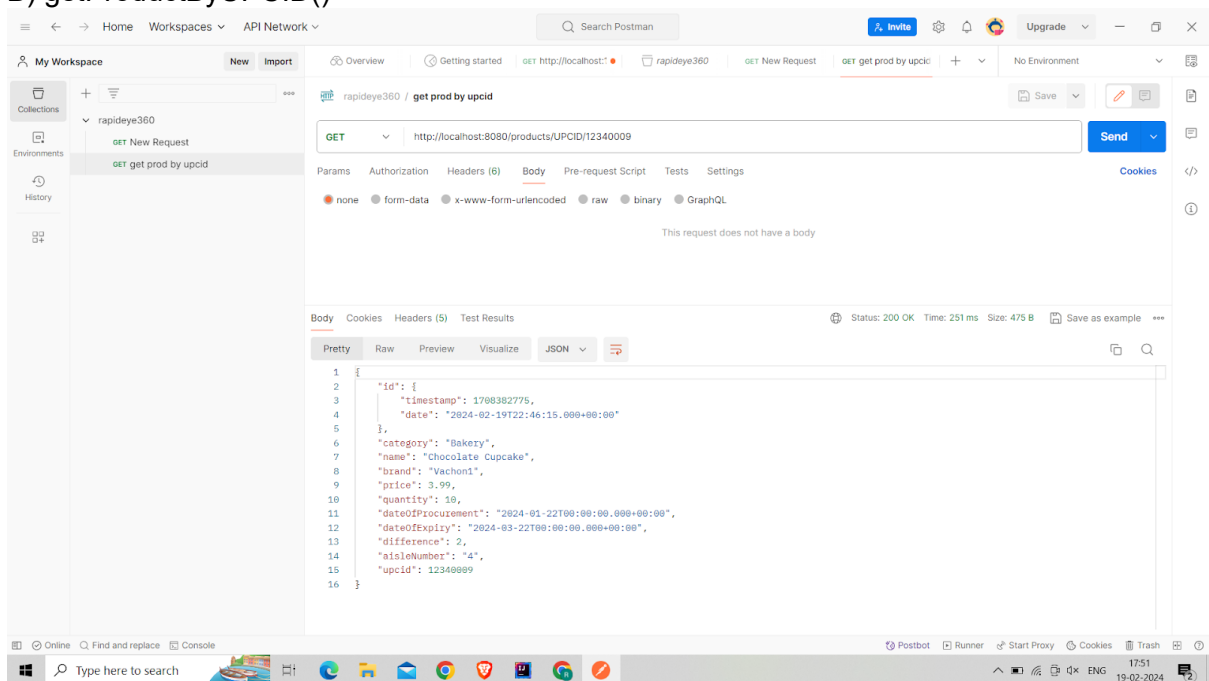 B) getProductByUPCID()
Home Workspaces API Network Search Postman Invite Upgrade
My Workspace New Import Overview Getting started GET http://localhost:1 rapideye360 GET New Request GET get prod by upcid No Environment
Collections
rapideye360 / get prod by upcid Save
rapideye360
GET New Request
GET get prod by upcid
Environments
History
GET http://localhost:8080/products/UPCID/12340009 Send
Params Authorization Headers (6) Body Pre-request Script Tests Settings Cookies
none form-data x-www-form-urlencoded raw binary GraphQL
This request does not have a body
Body Cookies Headers (5) Test Results Status: 200 OK Time: 251 ms Size: 475 B Save as example
Pretty Raw Preview Visualize JSON
1 {
2 "id": {
3 "timestamp": 1708382775,
4 "date": "2024-02-19T22:46:15.000+00:00"
5 },
6 "category": "Bakery",
7 "name": "Chocolate Cupcake",
8 "brand": "Vachon1",
9 "price": 3.99,
10 "quantity": 10,
11 "dateOfProcurement": "2024-01-22T00:00:00.000+00:00",
12 "dateOfExpiry": "2024-03-22T00:00:00.000+00:00",
13 "difference": 2,
14 "aisleNumber": "4",
15 "upcid": 12340009
16 }
Online Find and replace Console Postbot Runner Start Proxy Cookies Trash
Type here to search ENG 17:51
19-02-2024 2